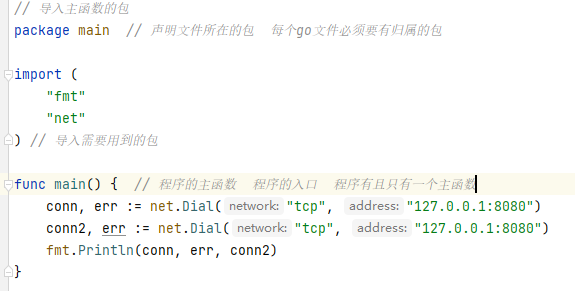 // 导入主函数的包
package main // 声明文件所在的包 每个go文件必须要有归属的包
import (
"fmt"
"net"
) // 导入需要用到的包
func main() { // 程序的主函数 程序的入口 程序有且只有一个主函数
conn, err := net.Dial( network: "tcp", address: "127.0.0.1:8080")
conn2, err := net.Dial( network: "tcp", address: "127.0.0.1:8080")
fmt.Println(conn, err, conn2)
}